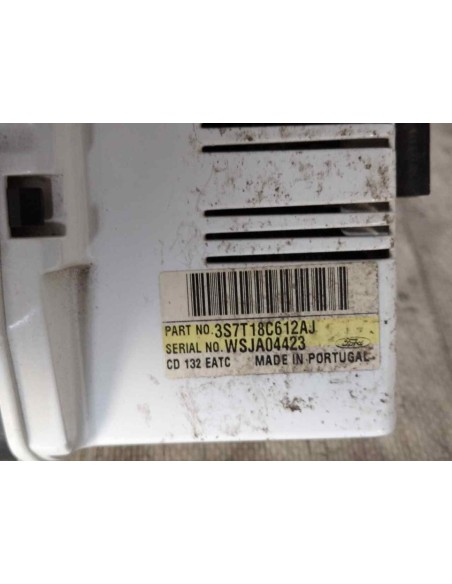 PART NO. 3S7T18C612AJ
SERIAL NO. WSJA04423
CD 132 EATC MADE IN PORTUGAL